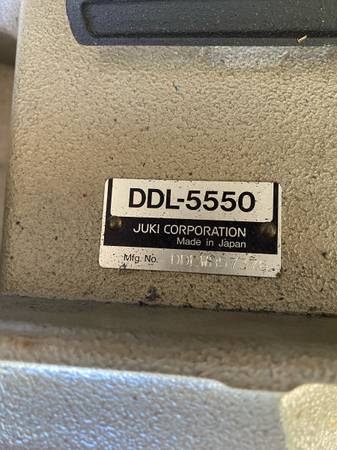 DDL-5550
JUKI CORPORATION
Made in Japan
Mfg. No.